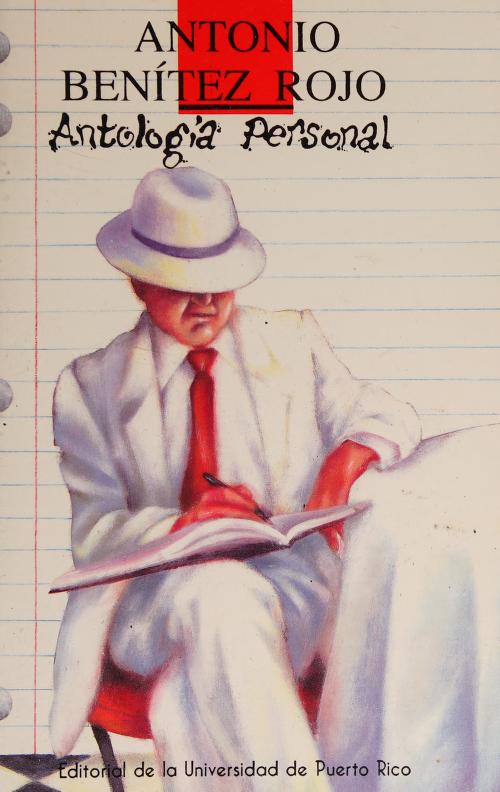 ANTONIO
BENÍTEZ ROJO
Antología Personal
Editorial de la Universidad de Puerto Rico